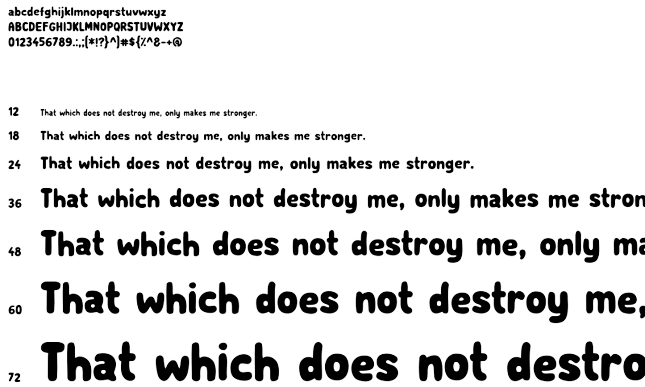 abcdefghijklmnopqrstuvwxyz
ABCDEFGHIJKLMNOPQRSTUVWXYZ
0123456789.:,;(*!?}^)#${%^&-+@
12 That which does not destroy me, only makes me stronger.
18 That which does not destroy me, only makes me stronger.
24 That which does not destroy me, only makes me stronger.
36 That which does not destroy me, only makes me stron
48 That which does not destroy me, only ma
60 That which does not destroy me,
72 That which does not destro